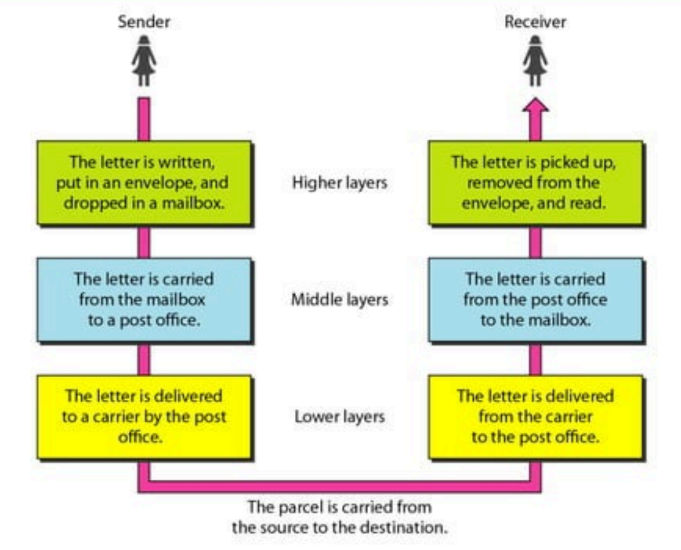 Sender
Receiver
The letter is written,
put in an envelope, and
dropped in a mailbox.
Higher layers
The letter is picked up,
removed from the
envelope, and read.
The letter is carried
from the mailbox
to a post office.
Middle layers
The letter is carried
from the post office
to the mailbox.
The letter is delivered
to a carrier by the post
office.
Lower layers
The letter is delivered
from the carrier
to the post office.
The parcel is carried from
the source to the destination.